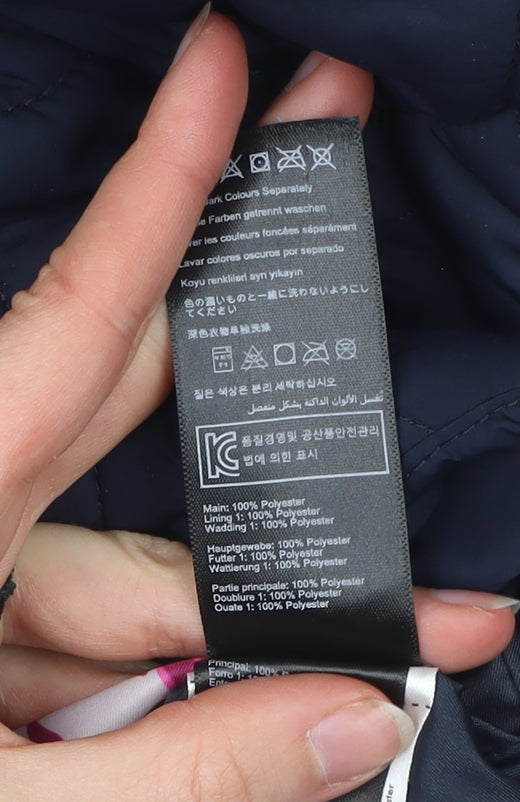 Dark Colours Separately
Farben getrennt waschen
les couleurs foncées séparément
Lavar colores oscuros por separado
Koyu renklileri ayrı yıkayın
色の濃いものと一緒に洗わないようにし
てください
深色衣物单独洗涤
짙은 색상은 분리 세탁하십시오
تغسل الألوان الداكنة بشكل منفصل
KC 품질경영및 공산품안전관리
법에 의한 표시
Main: 100% Polyester
Lining 1: 100% Polyester
Wadding 1: 100% Polyester
Hauptgewebe: 100% Polyester
Futter 1: 100% Polyester
Wattierung 1: 100% Polyester
Partie principale: 100% Polyester
Doublure 1: 100% Polyester
Ouate 1: 100% Polyester
Principal: 100%
Forro 1: